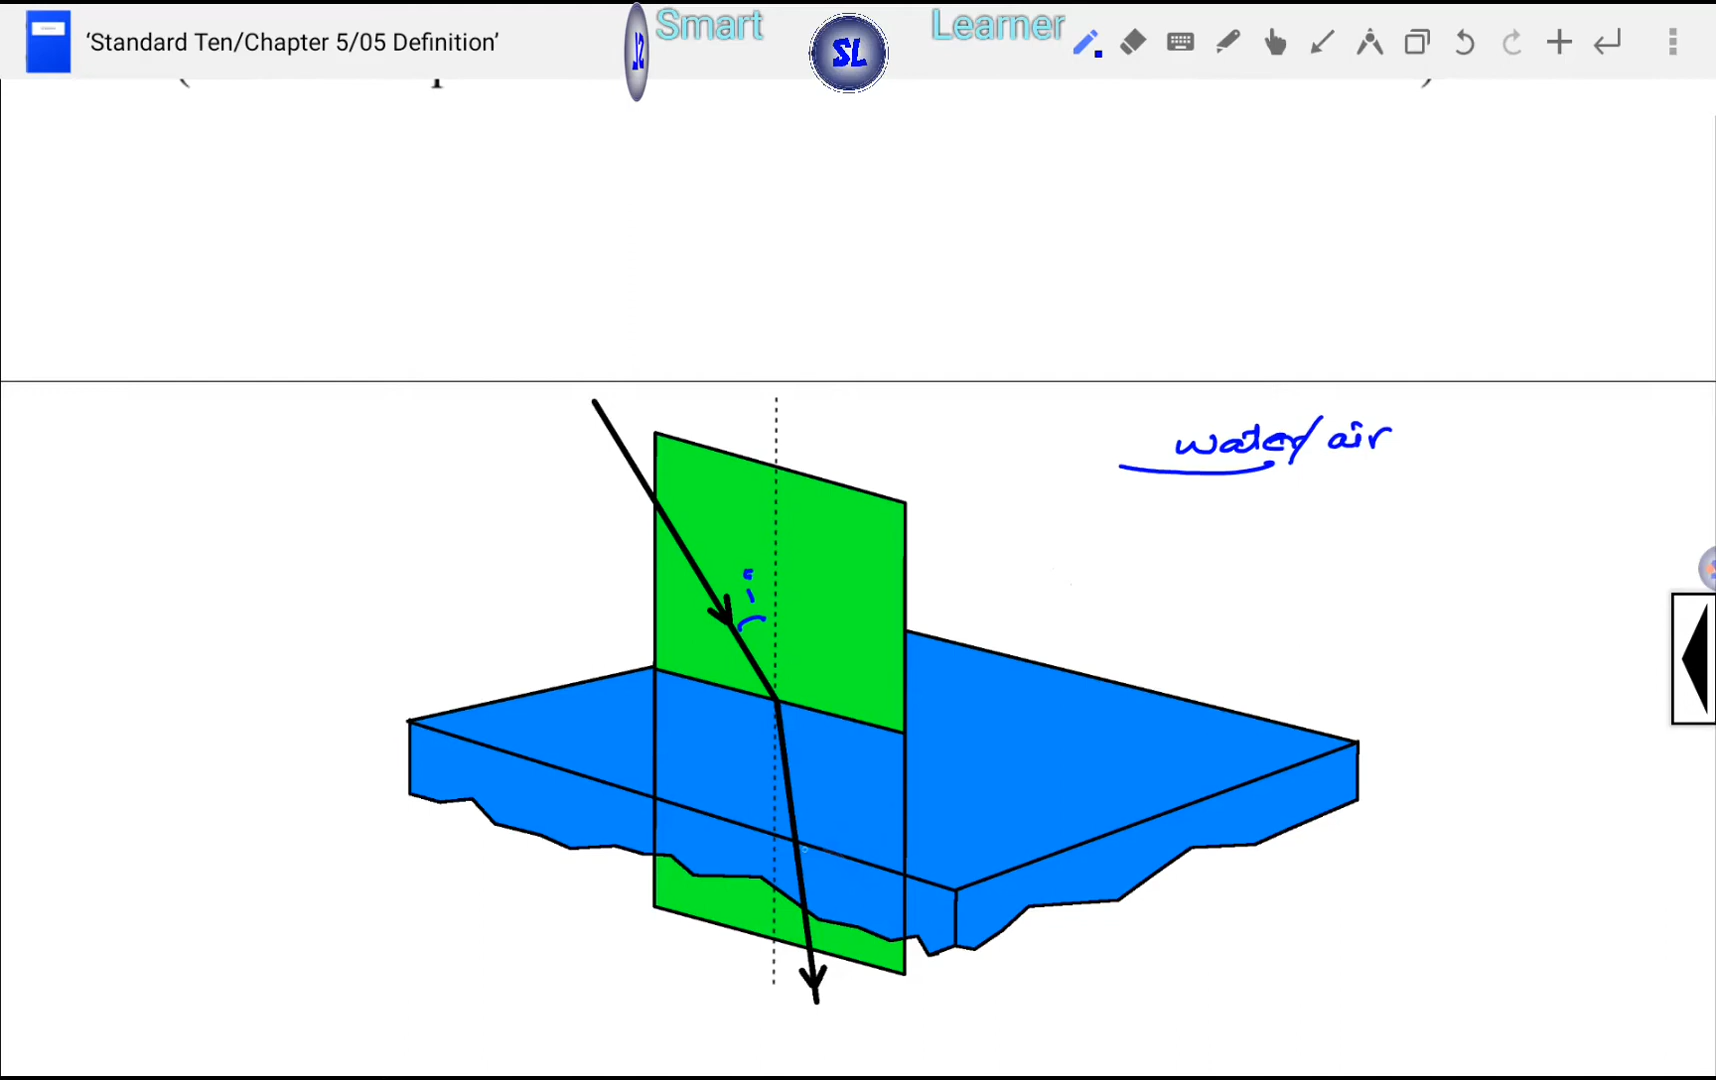 'Standard Ten/Chapter 5/05 Definition'
Smart
SL
Learner
water/air
i